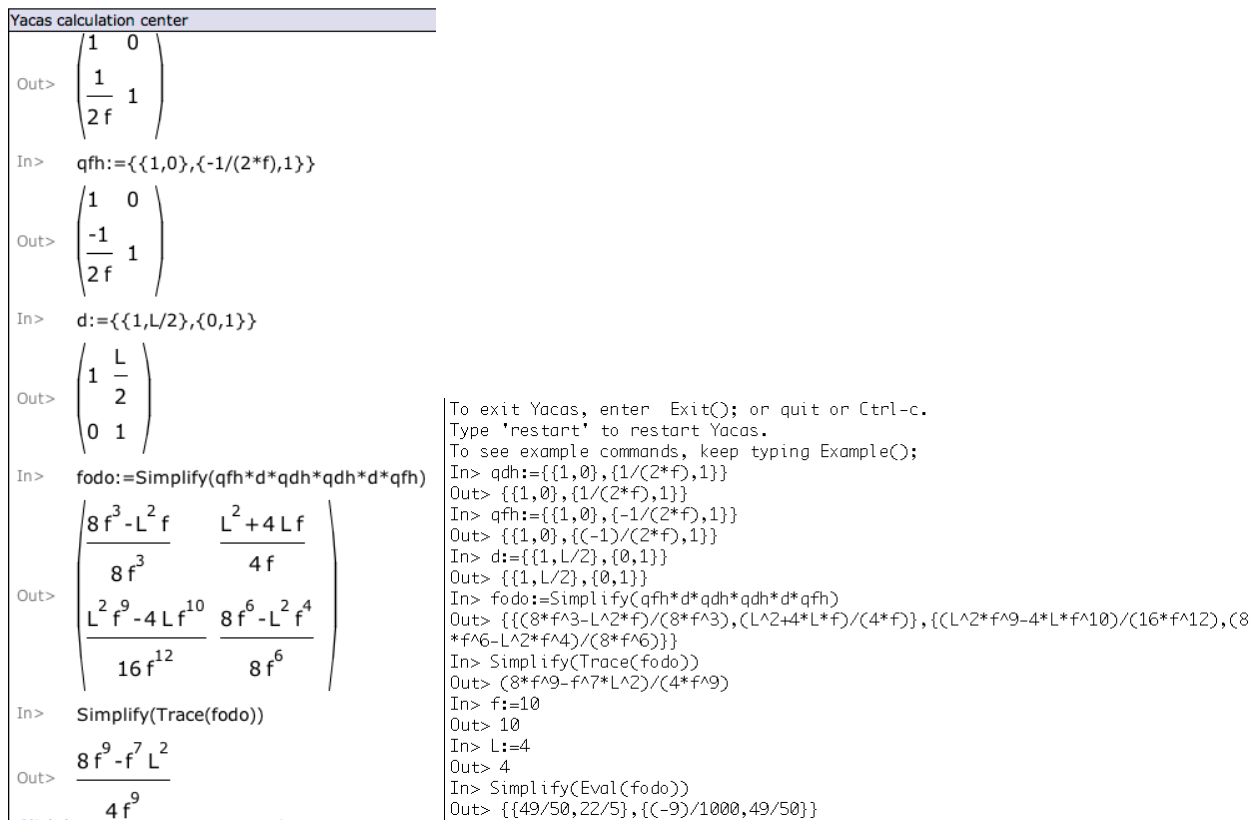 Yacas calculation center
1 0
Out> 1
1
2 f
In> qfh:={{1,0},{-1/(2*f),1}}
1 0
Out> -1
1
2 f
In> d:={{1,L/2},{0,1}}
1 L
Out> 2
0 1
In> fodo:=Simplify(qfh*d*qdh*qdh*d*qfh)
8 f^3 - L^2 f L^2 + 4 L f
8 f^3 4 f
Out>
L^2 f^9 - 4 L f^10 8 f^6 - L^2 f^4
16 f^12 8 f^6
In> Simplify(Trace(fodo))
8 f^9 - f^7 L^2
Out>
4 f^9
To exit Yacas, enter Exit(); or quit or Ctrl-c.
Type 'restart' to restart Yacas.
To see example commands, keep typing Example();
In> qdh:={{1,0},{1/(2*f),1}}
Out> {{1,0},{1/(2*f),1}}
In> qfh:={{1,0},{-1/(2*f),1}}
Out> {{1,0},{(-1)/(2*f),1}}
In> d:={{1,L/2},{0,1}}
Out> {{1,L/2},{0,1}}
In> fodo:=Simplify(qfh*d*qdh*qdh*d*qfh)
Out> {{(8*f^3-L^2*f)/(8*f^3),(L^2+4*L*f)/(4*f)},{(L^2*f^9-4*L*f^10)/(16*f^12),(8
*f^6-L^2*f^4)/(8*f^6)}}
In> Simplify(Trace(fodo))
Out> (8*f^9-f^7*L^2)/(4*f^9)
In> f:=10
Out> 10
In> L:=4
Out> 4
In> Simplify(Eval(fodo))
Out> {{49/50,22/5},{(-9)/1000,49/50}}